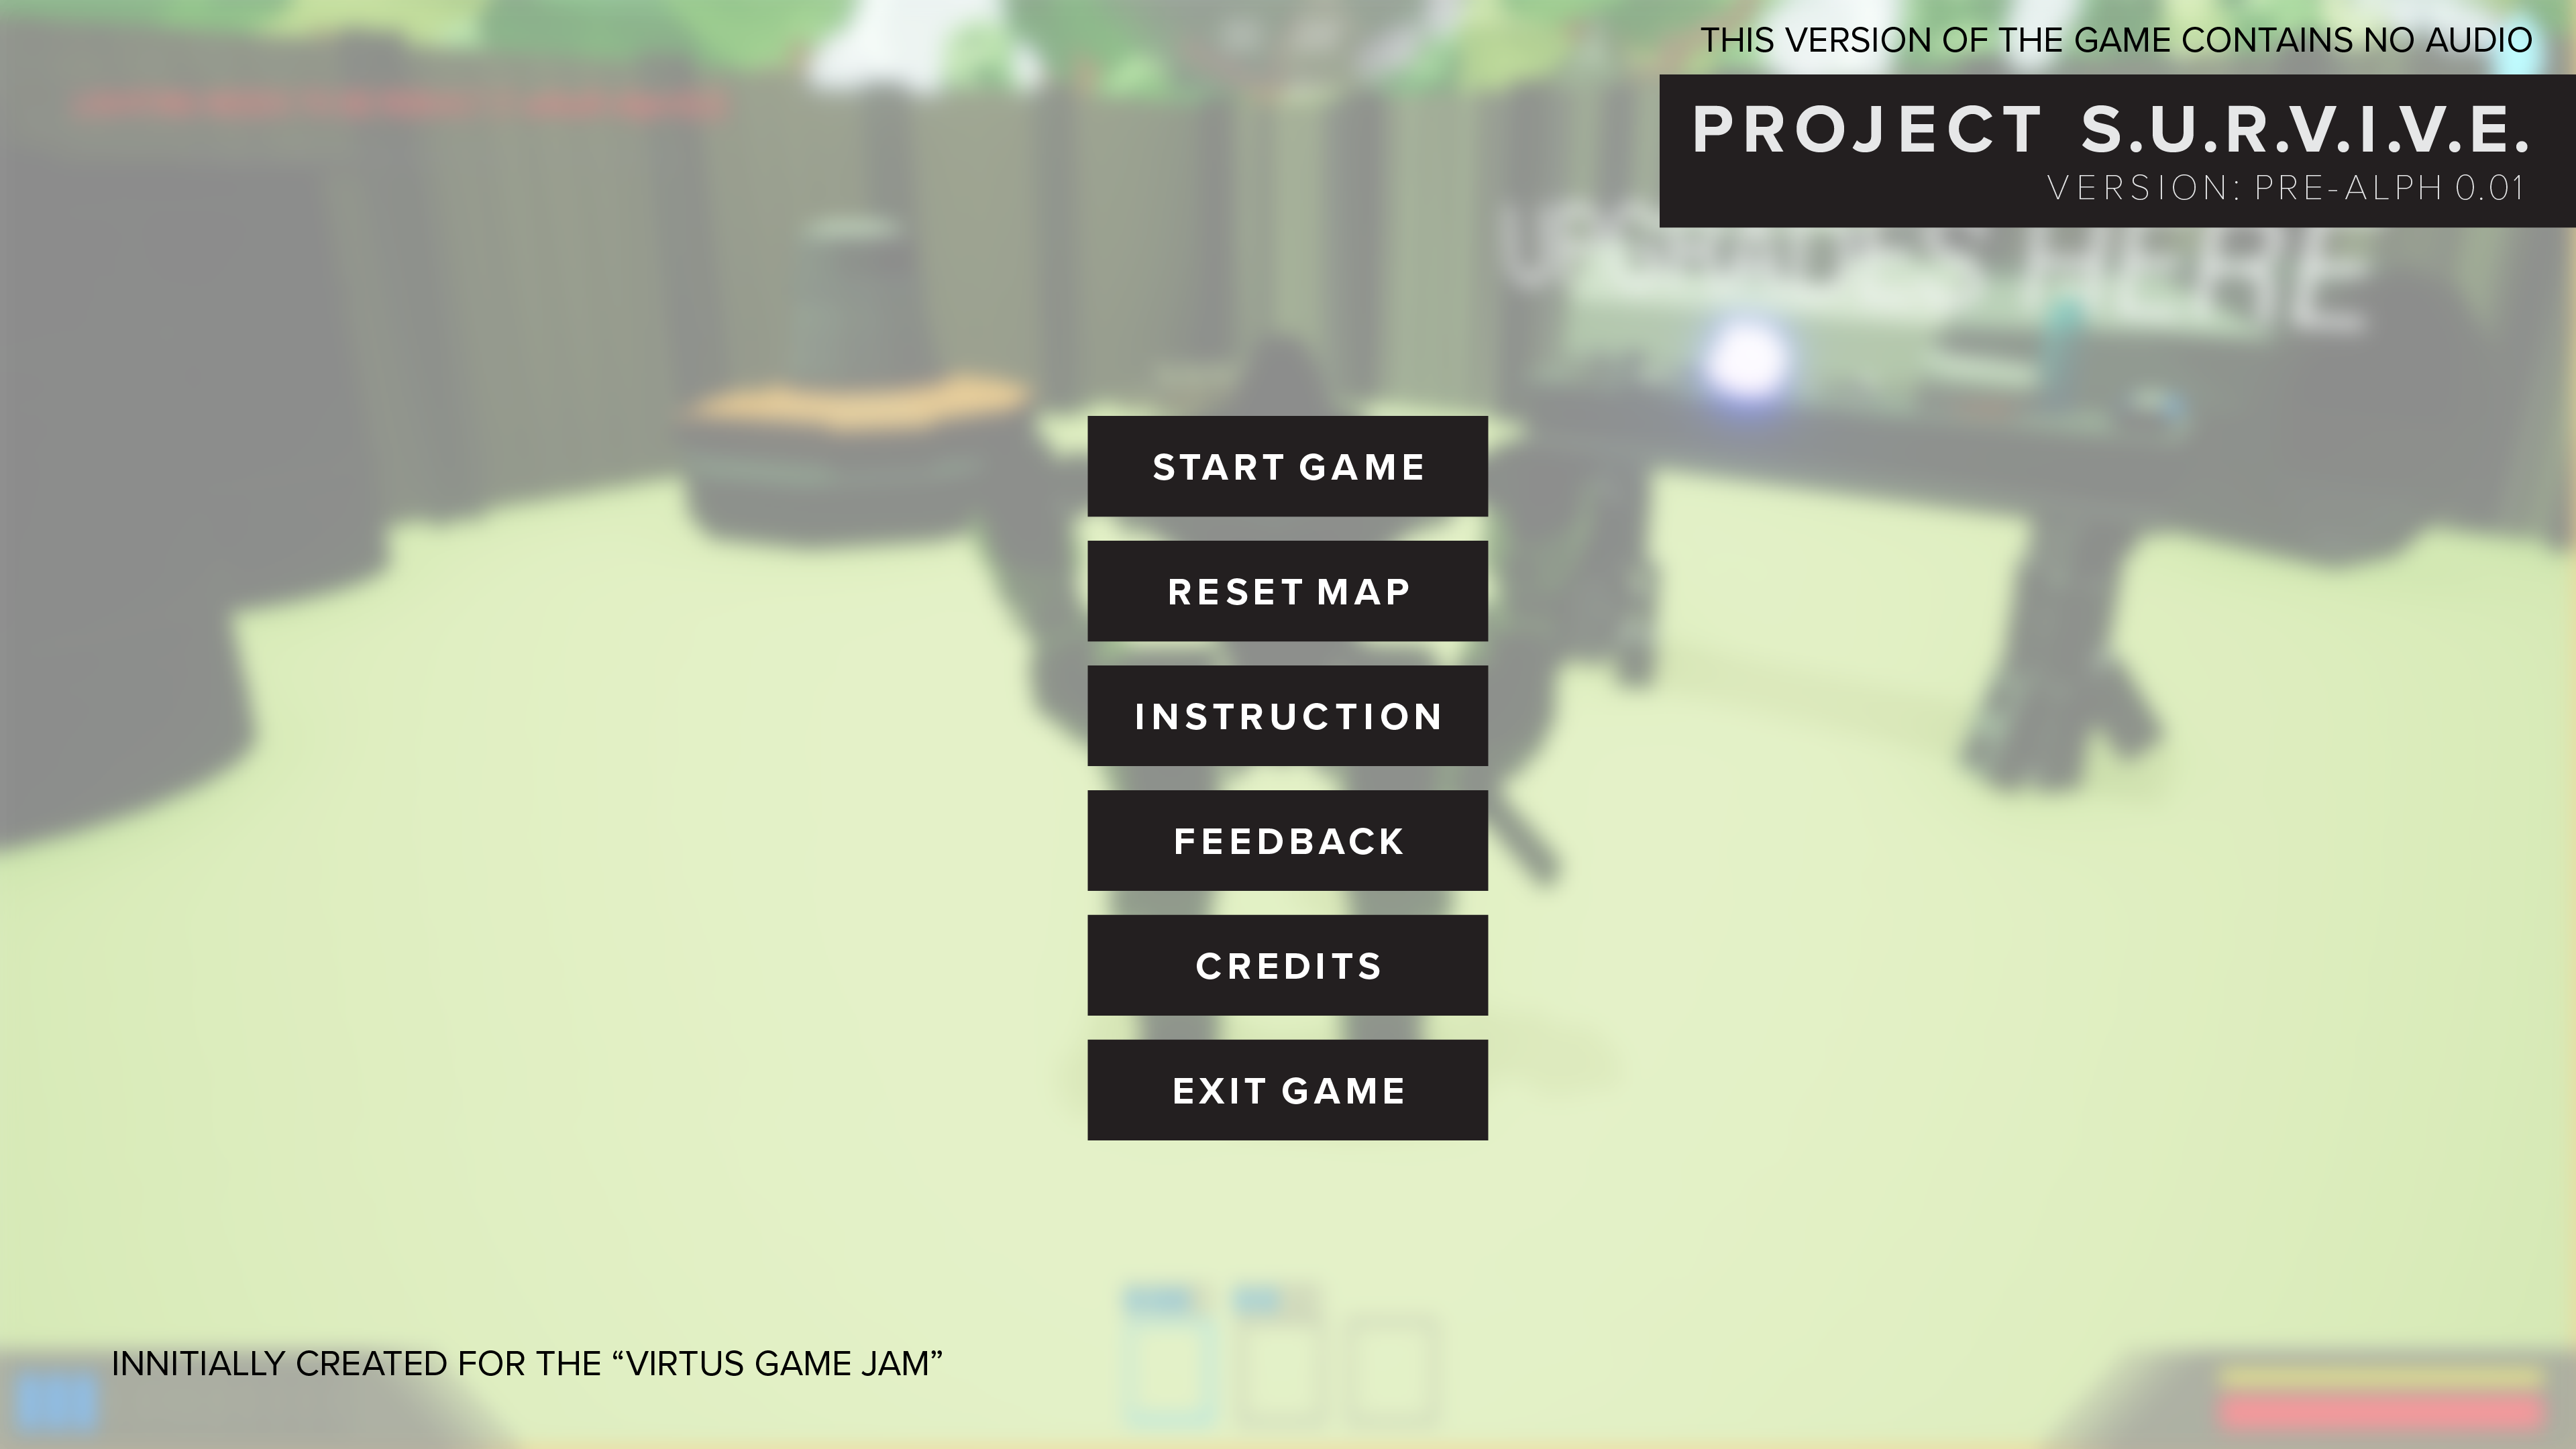 THIS VERSION OF THE GAME CONTAINS NO AUDIO
PROJECT S.U.R.V.I.V.E.
VERSION: PRE-ALPH 0.01
HERE
START GAME
RESET MAP
INSTRUCTION
FEEDBACK
CREDITS
EXIT GAME
INNITIALLY CREATED FOR THE “VIRTUS GAME JAM”